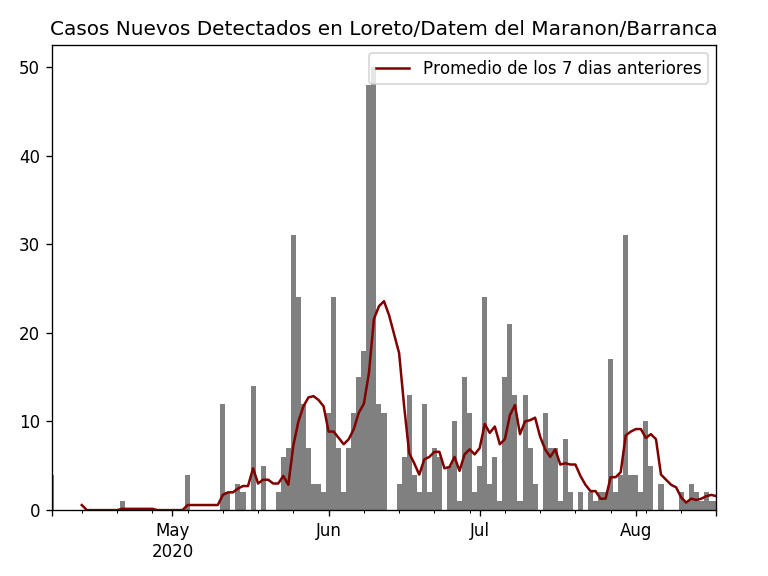 Casos Nuevos Detectados en Loreto/Datem del Maranon/Barranca
Promedio de los 7 dias anteriores
50
40
30
20
10
0
May Jun Jul Aug
2020